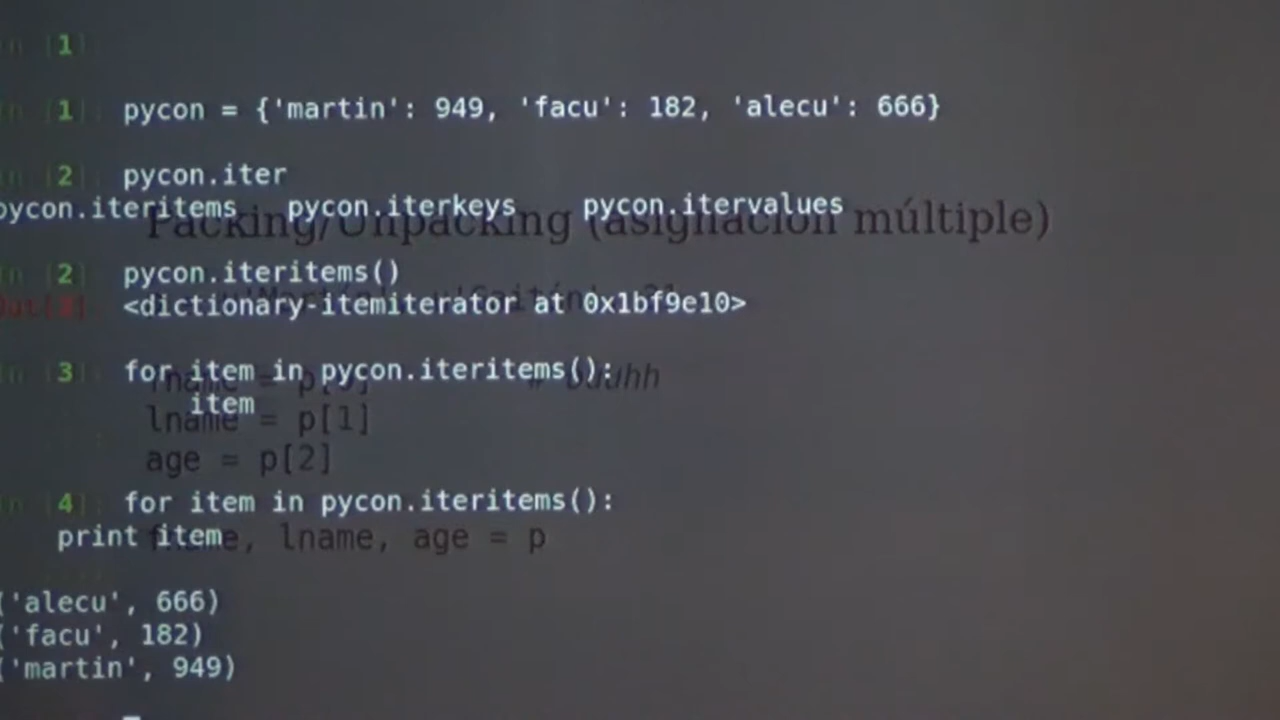 In [1]:
In [1]: pycon = {'martin': 949, 'facu': 182, 'alecu': 666}
In [2]: pycon.iter
pycon.iteritems pycon.iterkeys pycon.itervalues
Packing/Unpacking (asignación múltiple)
In [2]: pycon.iteritems()
Out[2]: <dictionary-itemiterator at 0x1bf9e10>
In [3]: for item in pycon.iteritems():
item
lname = p[1]
age = p[2]
In [4]: for item in pycon.iteritems():
print item
lname, age = p
('alecu', 666)
('facu', 182)
('martin', 949)